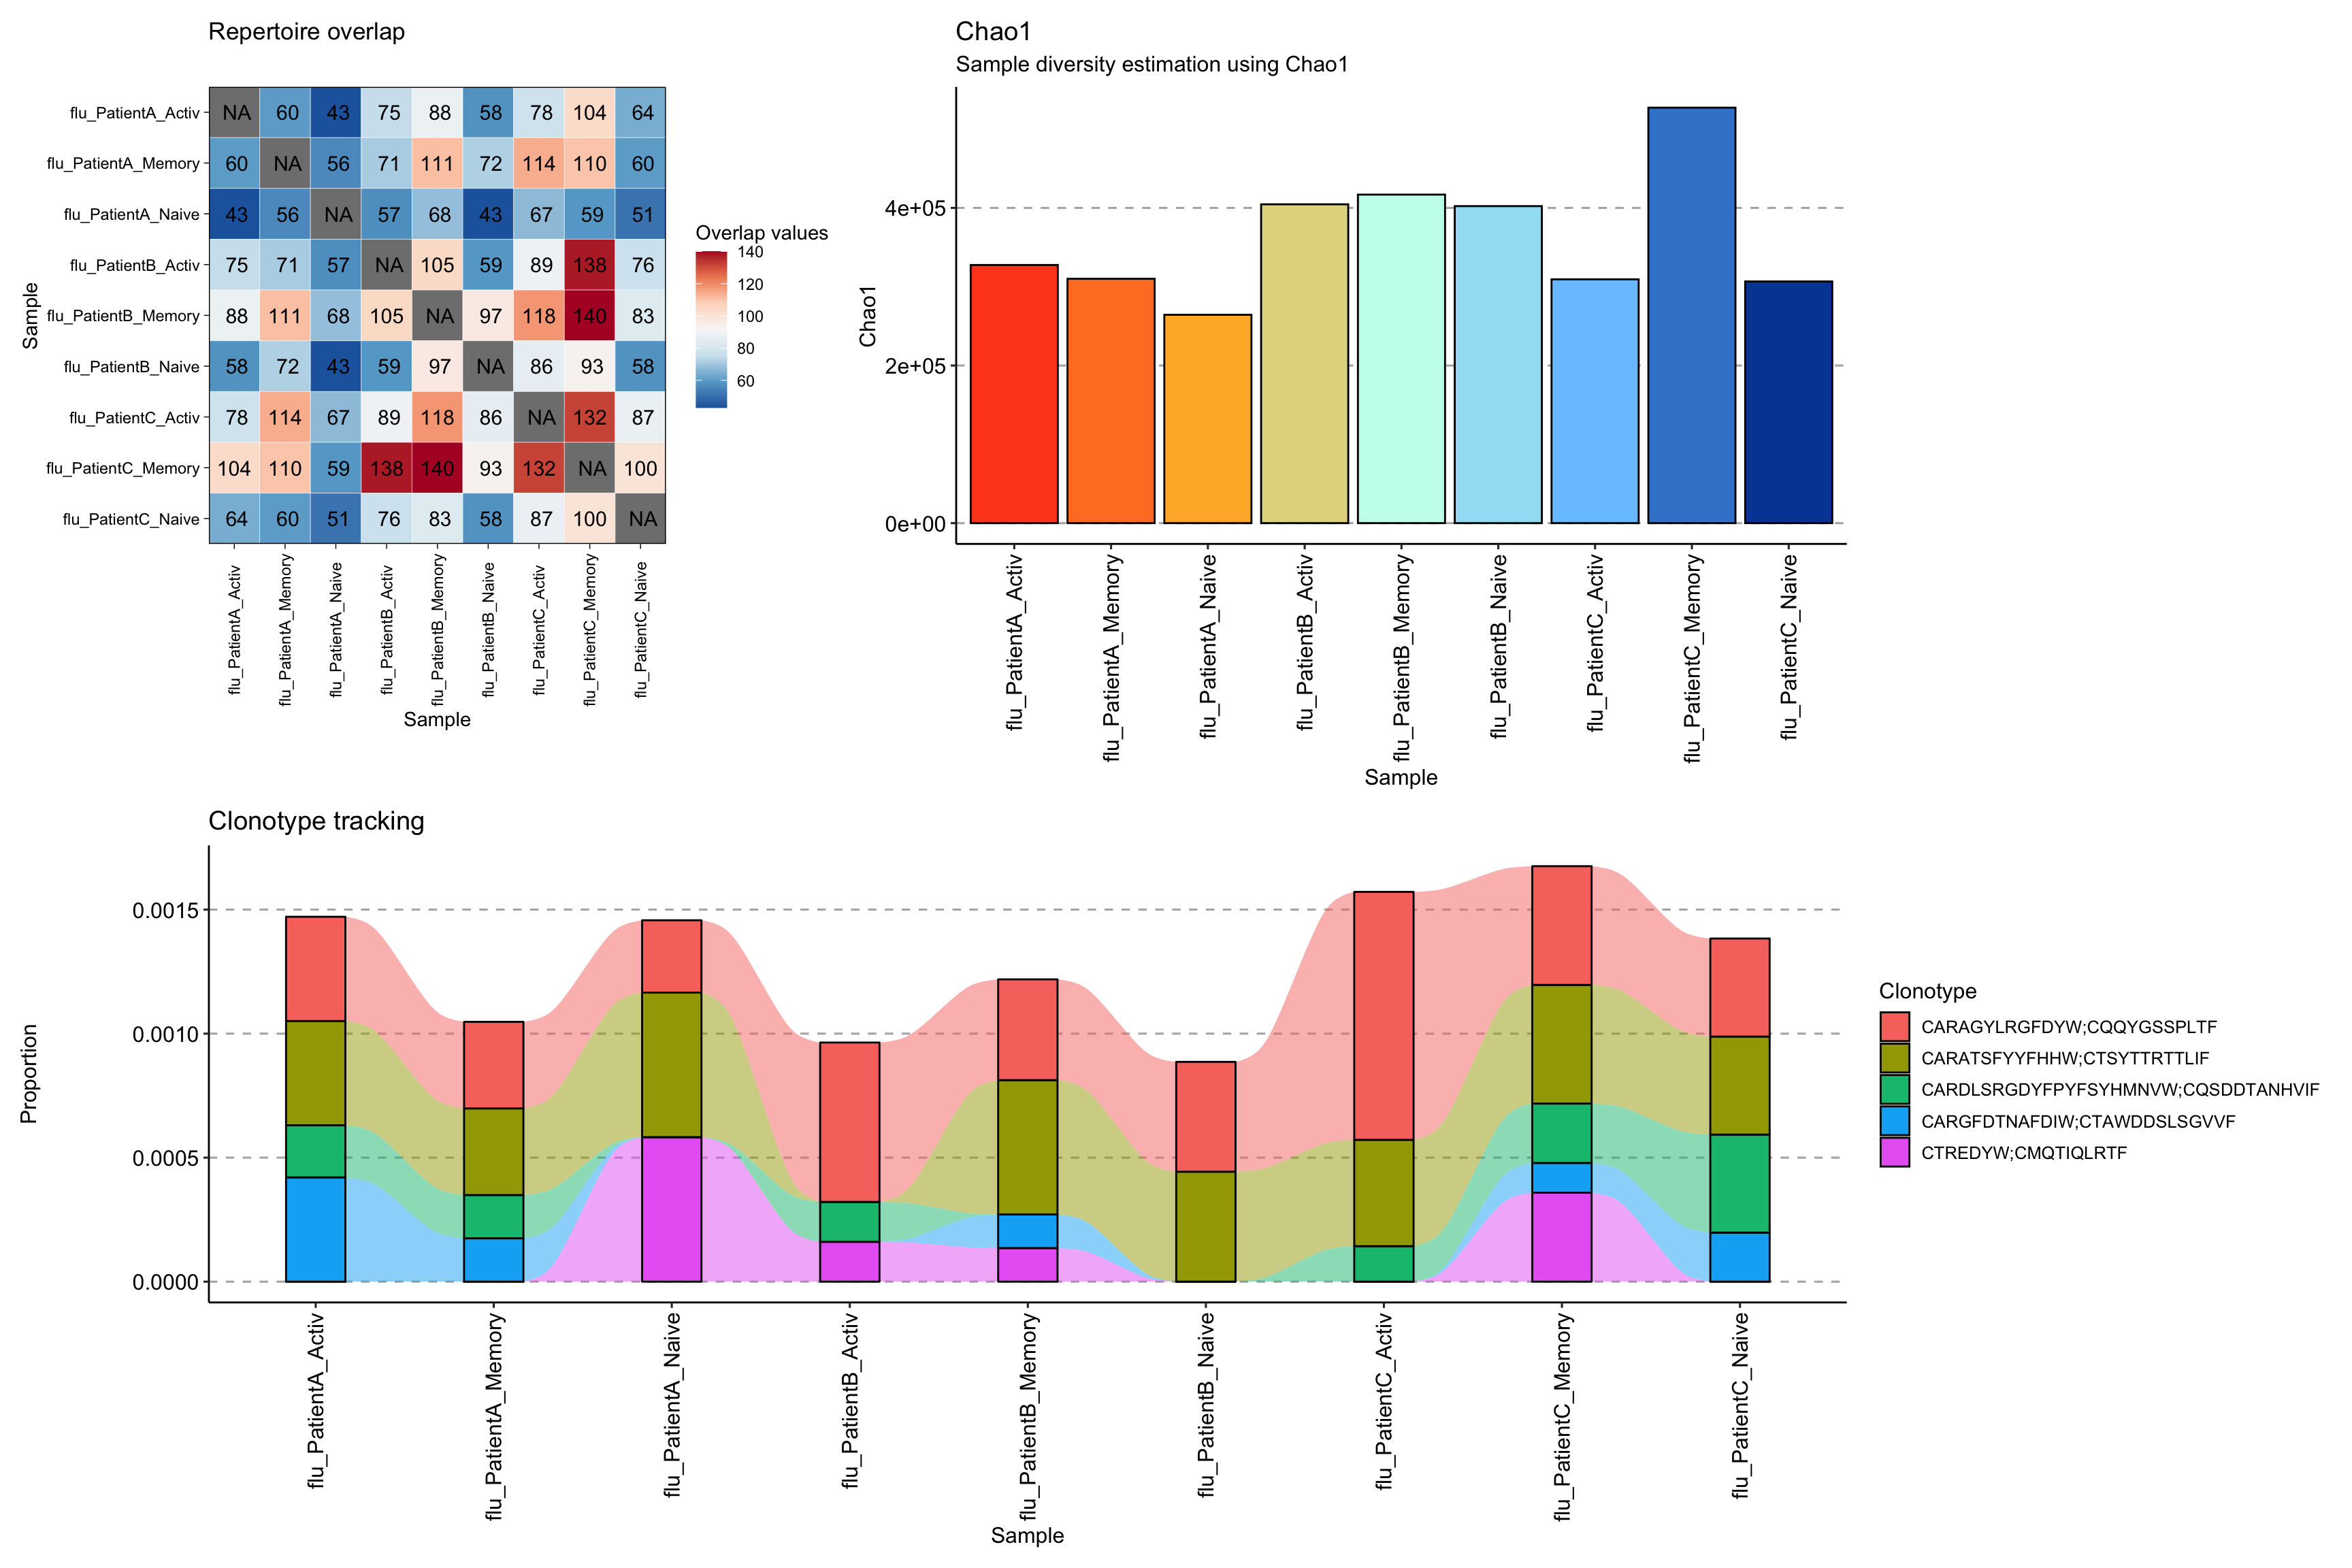 Repertoire overlap
Sample
flu_PatientA_Activ NA 60 43 75 88 58 78 104 64
flu_PatientA_Memory 60 NA 56 71 111 72 114 110 60
flu_PatientA_Naive 43 56 NA 57 68 43 67 59 51
flu_PatientB_Activ 75 71 57 NA 105 59 89 138 76
flu_PatientB_Memory 88 111 68 105 NA 97 118 140 83
flu_PatientB_Naive 58 72 43 59 97 NA 86 93 58
flu_PatientC_Activ 78 114 67 89 118 86 NA 132 87
flu_PatientC_Memory 104 110 59 138 140 93 132 NA 100
flu_PatientC_Naive 64 60 51 76 83 58 87 100 NA
flu_PatientA_Activ
flu_PatientA_Memory
flu_PatientA_Naive
flu_PatientB_Activ
flu_PatientB_Memory
flu_PatientB_Naive
flu_PatientC_Activ
flu_PatientC_Memory
flu_PatientC_Naive
Sample
Overlap values
140
120
100
80
60
Chao1
Sample diversity estimation using Chao1
Chao1
4e+05
2e+05
0e+00
flu_PatientA_Activ
flu_PatientA_Memory
flu_PatientA_Naive
flu_PatientB_Activ
flu_PatientB_Memory
flu_PatientB_Naive
flu_PatientC_Activ
flu_PatientC_Memory
flu_PatientC_Naive
Sample
Clonotype tracking
Proportion
0.0015
0.0010
0.0005
0.0000
flu_PatientA_Activ
flu_PatientA_Memory
flu_PatientA_Naive
flu_PatientB_Activ
flu_PatientB_Memory
flu_PatientB_Naive
flu_PatientC_Activ
flu_PatientC_Memory
flu_PatientC_Naive
Sample
Clonotype
CARAGYLRGFDYW;CQQYGSSPLTF
CARATSFYYFHHW;CTSYTTRTTLIF
CARDLSRGDYFPYFSYHMNVW;CQSDDTANHVIF
CARGFDTNAFDIW;CTAWDDSLSGVVF
CTREDYW;CMQTIQLRTF